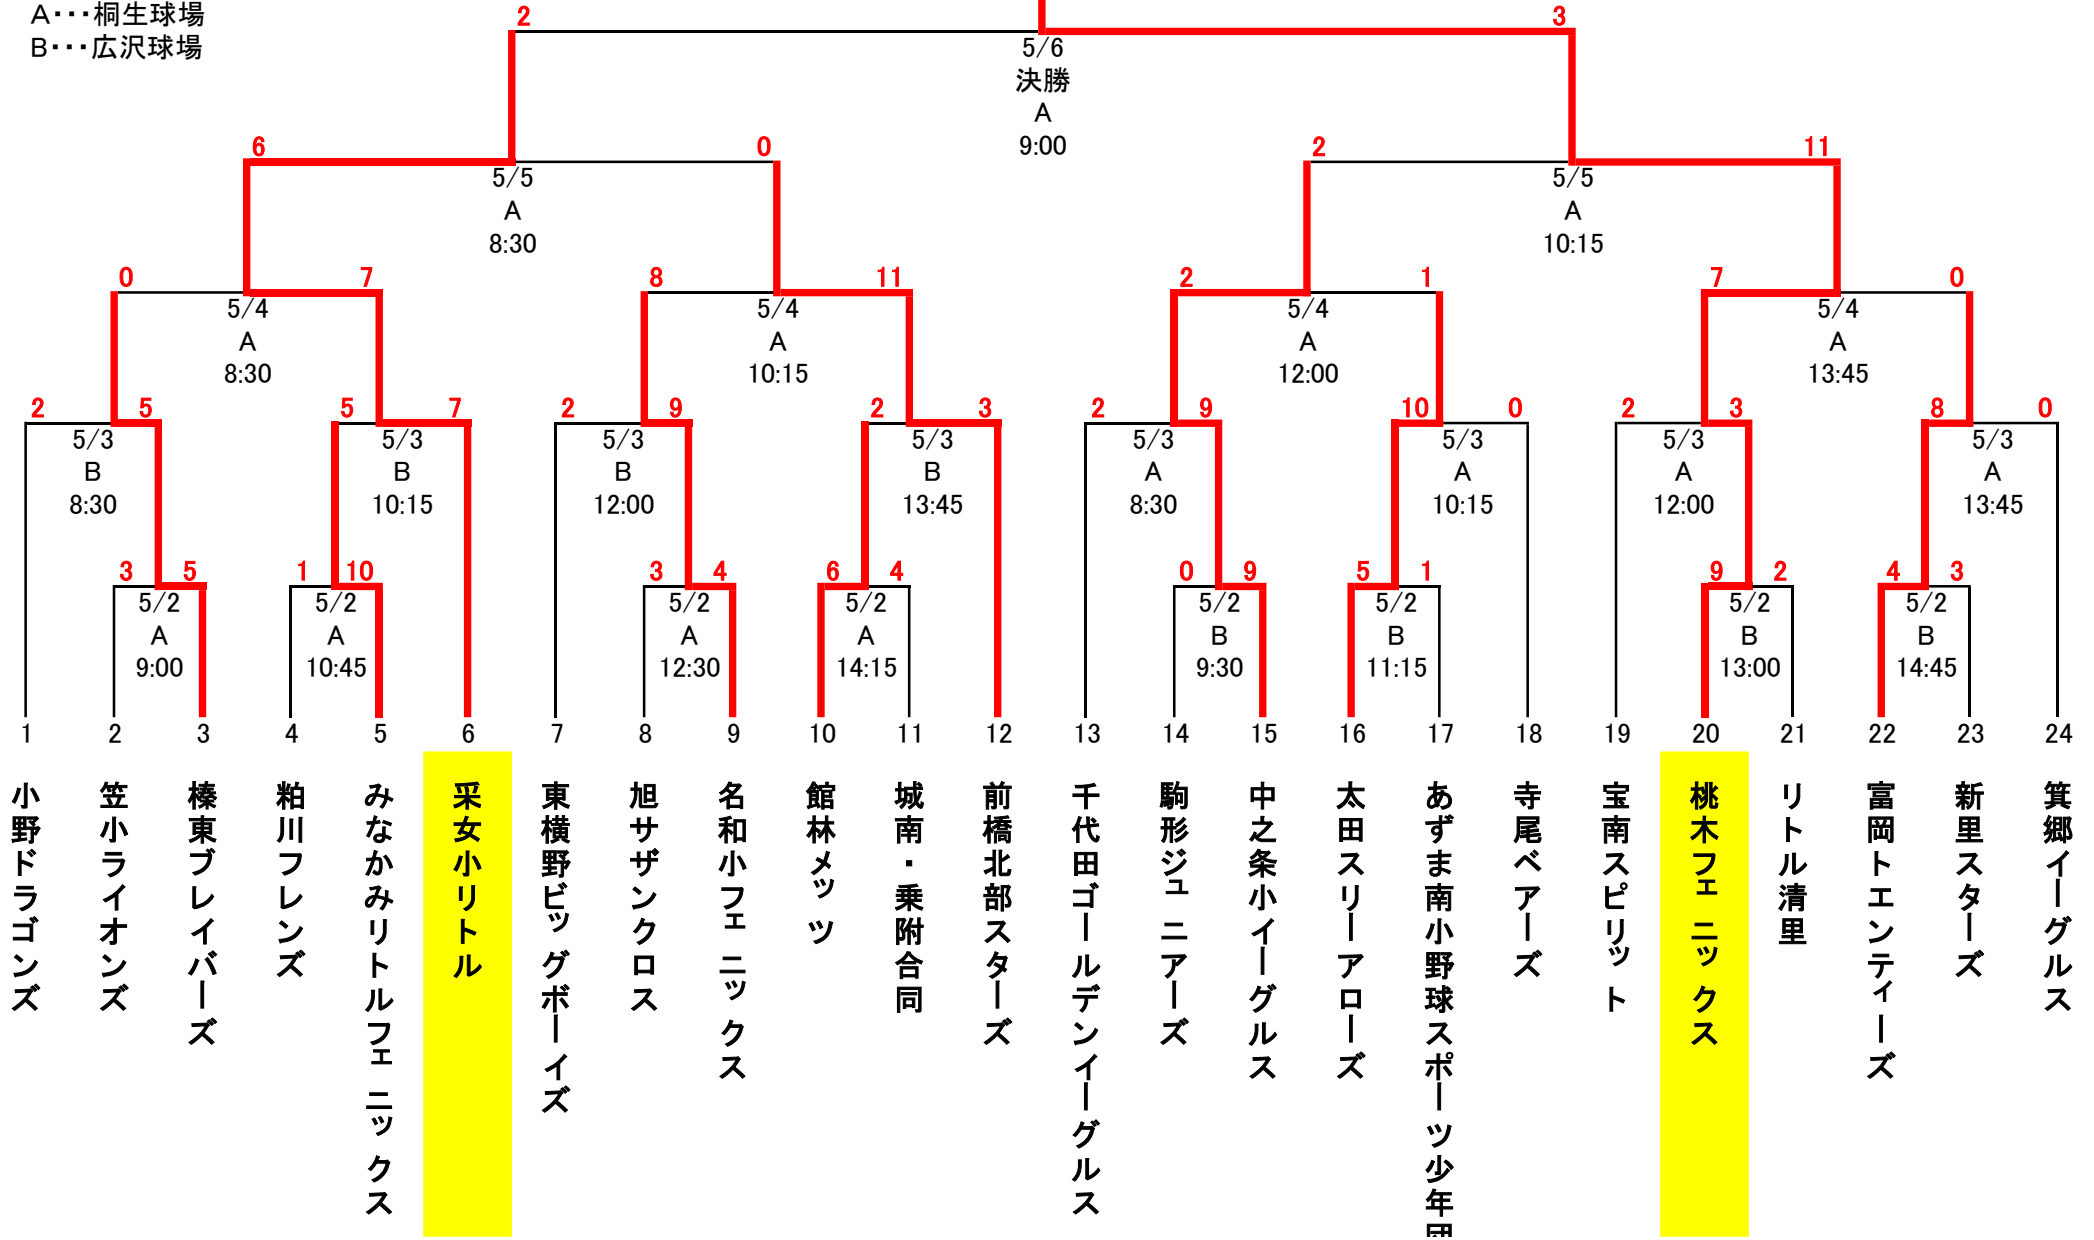 A・・・桐生球場
B・・・広沢球場
2
3
5/6
決勝
A
9:00
6
0
2
11
5/5
A
8:30
5/5
A
10:15
0
7
8
11
2
1
7
0
5/4
A
8:30
5/4
A
10:15
5/4
A
12:00
5/4
A
13:45
2
5
5
7
2
9
2
3
2
9
10
0
2
3
8
0
5/3
B
8:30
5/3
B
10:15
5/3
B
12:00
5/3
B
13:45
5/3
A
8:30
5/3
A
10:15
5/3
A
12:00
5/3
A
13:45
3
5
1
10
3
4
6
4
0
9
5
1
9
2
4
3
5/2
A
9:00
5/2
A
10:45
5/2
A
12:30
5/2
A
14:15
5/2
B
9:30
5/2
B
11:15
5/2
B
13:00
5/2
B
14:45
1
2
3
4
5
6
7
8
9
10
11
12
13
14
15
16
17
18
19
20
21
22
23
24
小野ドラゴンズ
笠小ライオンズ
榛東ブレイバーズ
粕川フレンズ
みなかみリトルフェニックス
采女小リトル
東横野ビッグボーイズ
旭サザンクロス
名和小フェニックス
館林メッツ
城南・乗附合同
前橋北部スターズ
千代田ゴールデンイーグルス
駒形ジュニアーズ
中之条小イーグルス
太田スリーアローズ
あずま南小野球スポーツ少年団
寺尾ベアーズ
宝南スピリット
桃木フェニックス
リトル清里
富岡トエンティーズ
新里スターズ
箕郷イーグルス